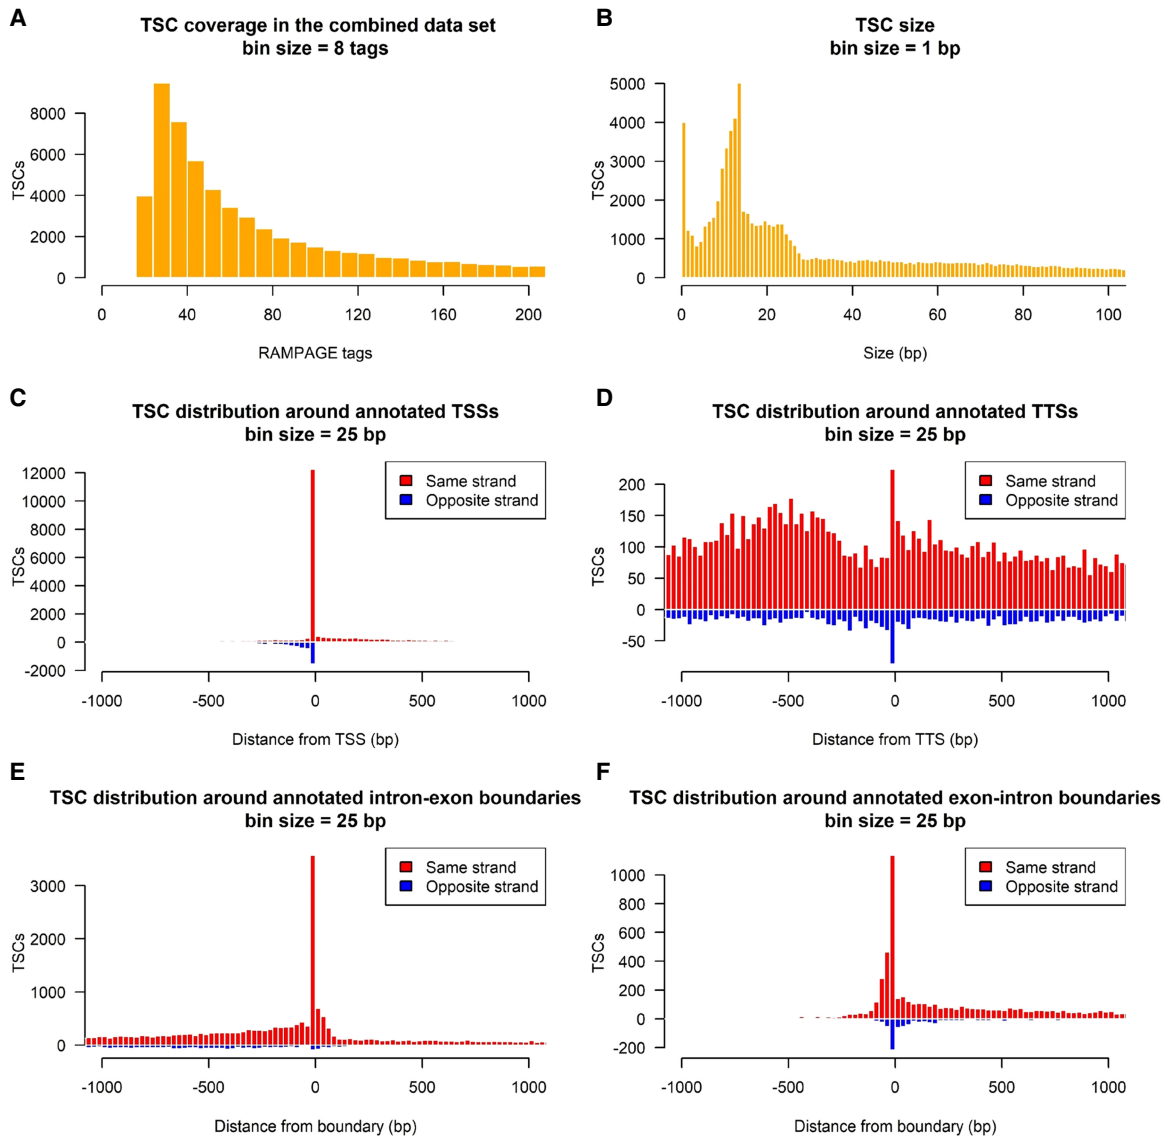 A
TSC coverage in the combined data set
bin size = 8 tags
TSCs
8000
6000
4000
2000
0
0 40 80 120 160 200
RAMPAGE tags
B
TSC size
bin size = 1 bp
TSCs
5000
4000
3000
2000
1000
0
0 20 40 60 80 100
Size (bp)
C
TSC distribution around annotated TSSs
bin size = 25 bp
Same strand
Opposite strand
TSCs
12000
10000
8000
6000
4000
2000
0
-2000
-1000 -500 0 500 1000
Distance from TSS (bp)
D
TSC distribution around annotated TTSs
bin size = 25 bp
Same strand
Opposite strand
TSCs
200
150
100
50
0
-50
-1000 -500 0 500 1000
Distance from TTS (bp)
E
TSC distribution around annotated intron-exon boundaries
bin size = 25 bp
Same strand
Opposite strand
TSCs
3000
2000
1000
0
-1000 -500 0 500 1000
Distance from boundary (bp)
F
TSC distribution around annotated exon-intron boundaries
bin size = 25 bp
Same strand
Opposite strand
TSCs
1000
800
600
400
200
0
-200
-1000 -500 0 500 1000
Distance from boundary (bp)